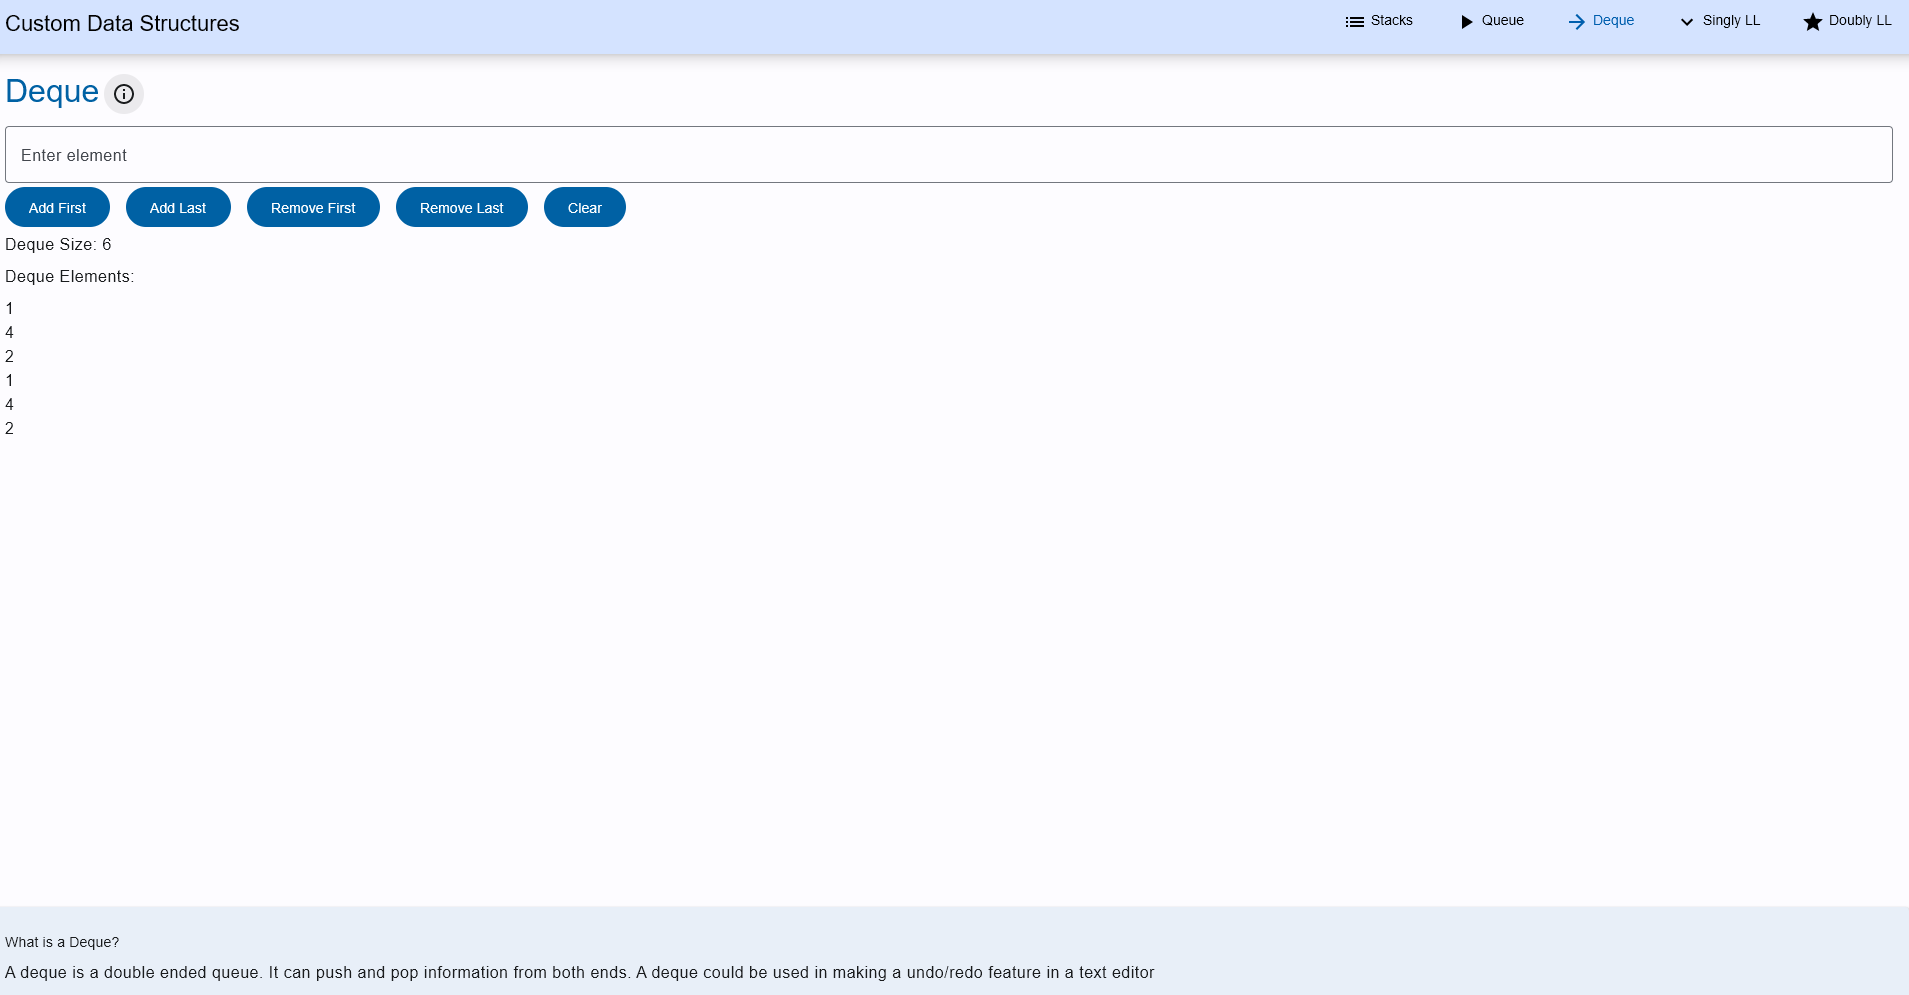 Custom Data Structures
Stacks
Queue
Deque
Singly LL
Doubly LL
Deque
Enter element
Add First
Add Last
Remove First
Remove Last
Clear
Deque Size: 6
Deque Elements:
1
4
2
1
4
2
What is a Deque?
A deque is a double ended queue. It can push and pop information from both ends. A deque could be used in making a undo/redo feature in a text editor